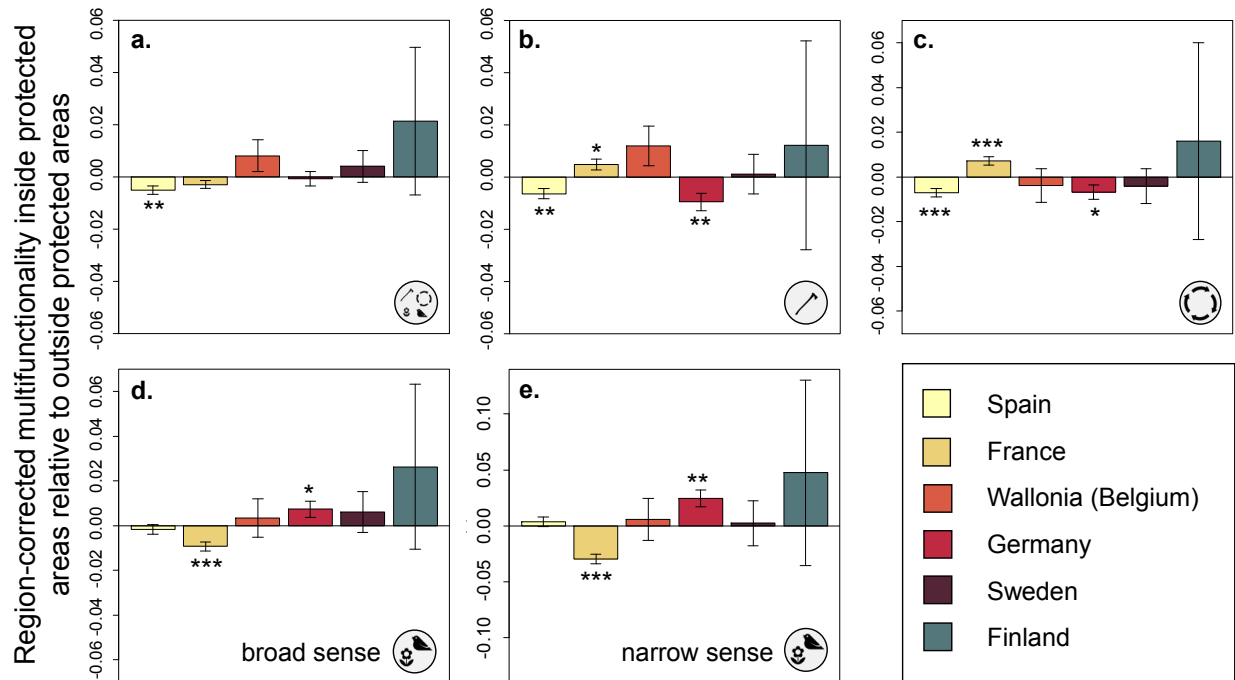 Region-corrected multifunctionality inside protected
areas relative to outside protected areas
a.
0.06
0.04
0.02
0.00
-0.02
-0.04
-0.06
**
b.
0.06
0.04
0.02
0.00
-0.02
-0.04
-0.06
**
*
**
c.
0.06
0.04
0.02
0.00
-0.02
-0.04
-0.06
***
***
*
d.
0.06
0.04
0.02
0.00
-0.02
-0.04
-0.06
***
*
broad sense
e.
0.10
0.05
0.00
-0.05
-0.10
***
**
narrow sense
Spain
France
Wallonia (Belgium)
Germany
Sweden
Finland